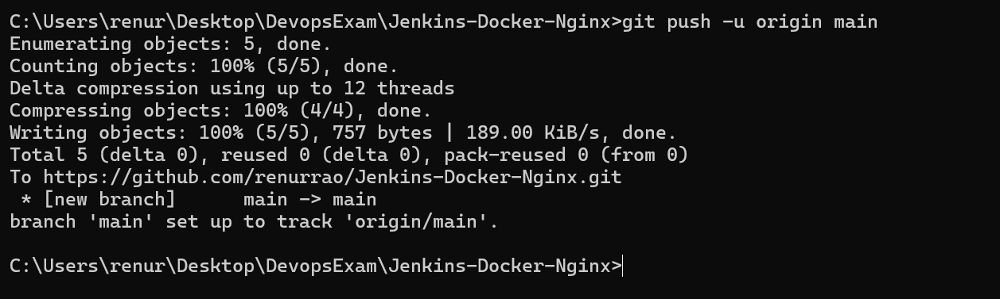 C:\Users\renur\Desktop\DevopsExam\Jenkins-Docker-Nginx>git push -u origin main
Enumerating objects: 5, done.
Counting objects: 100% (5/5), done.
Delta compression using up to 12 threads
Compressing objects: 100% (4/4), done.
Writing objects: 100% (5/5), 757 bytes | 189.00 KiB/s, done.
Total 5 (delta 0), reused 0 (delta 0), pack-reused 0 (from 0)
To https://github.com/renurrao/Jenkins-Docker-Nginx.git
 * [new branch]      main -> main
branch 'main' set up to track 'origin/main'.
C:\Users\renur\Desktop\DevopsExam\Jenkins-Docker-Nginx>